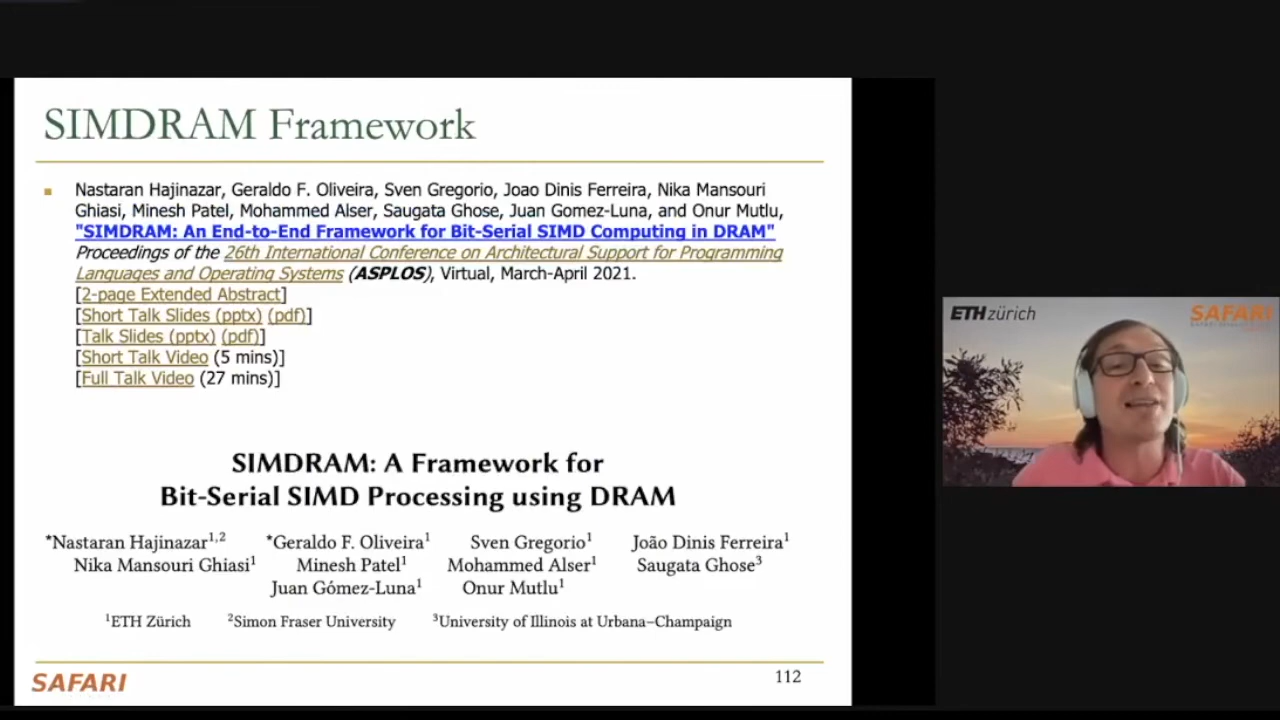 SIMDRAM Framework
Nastaran Hajinazar, Geraldo F. Oliveira, Sven Gregorio, Joao Dinis Ferreira, Nika Mansouri
Ghiasi, Minesh Patel, Mohammed Alser, Saugata Ghose, Juan Gomez-Luna, and Onur Mutlu,
"SIMDRAM: An End-to-End Framework for Bit-Serial SIMD Computing in DRAM"
Proceedings of the 26th International Conference on Architectural Support for Programming
Languages and Operating Systems (ASPLOS), Virtual, March-April 2021.
[2-page Extended Abstract]
[Short Talk Slides (pptx) (pdf)]
[Talk Slides (pptx) (pdf)]
[Short Talk Video (5 mins)]
[Full Talk Video (27 mins)]
SIMDRAM: A Framework for
Bit-Serial SIMD Processing using DRAM
*Nastaran Hajinazar1,2 *Geraldo F. Oliveira1 Sven Gregorio1 João Dinis Ferreira1
Nika Mansouri Ghiasi1 Minesh Patel1 Mohammed Alser1 Saugata Ghose3
Juan Gómez-Luna1 Onur Mutlu1
1ETH Zürich 2Simon Fraser University 3University of Illinois at Urbana–Champaign
SAFARI
112
ETH zürich
SAFARI